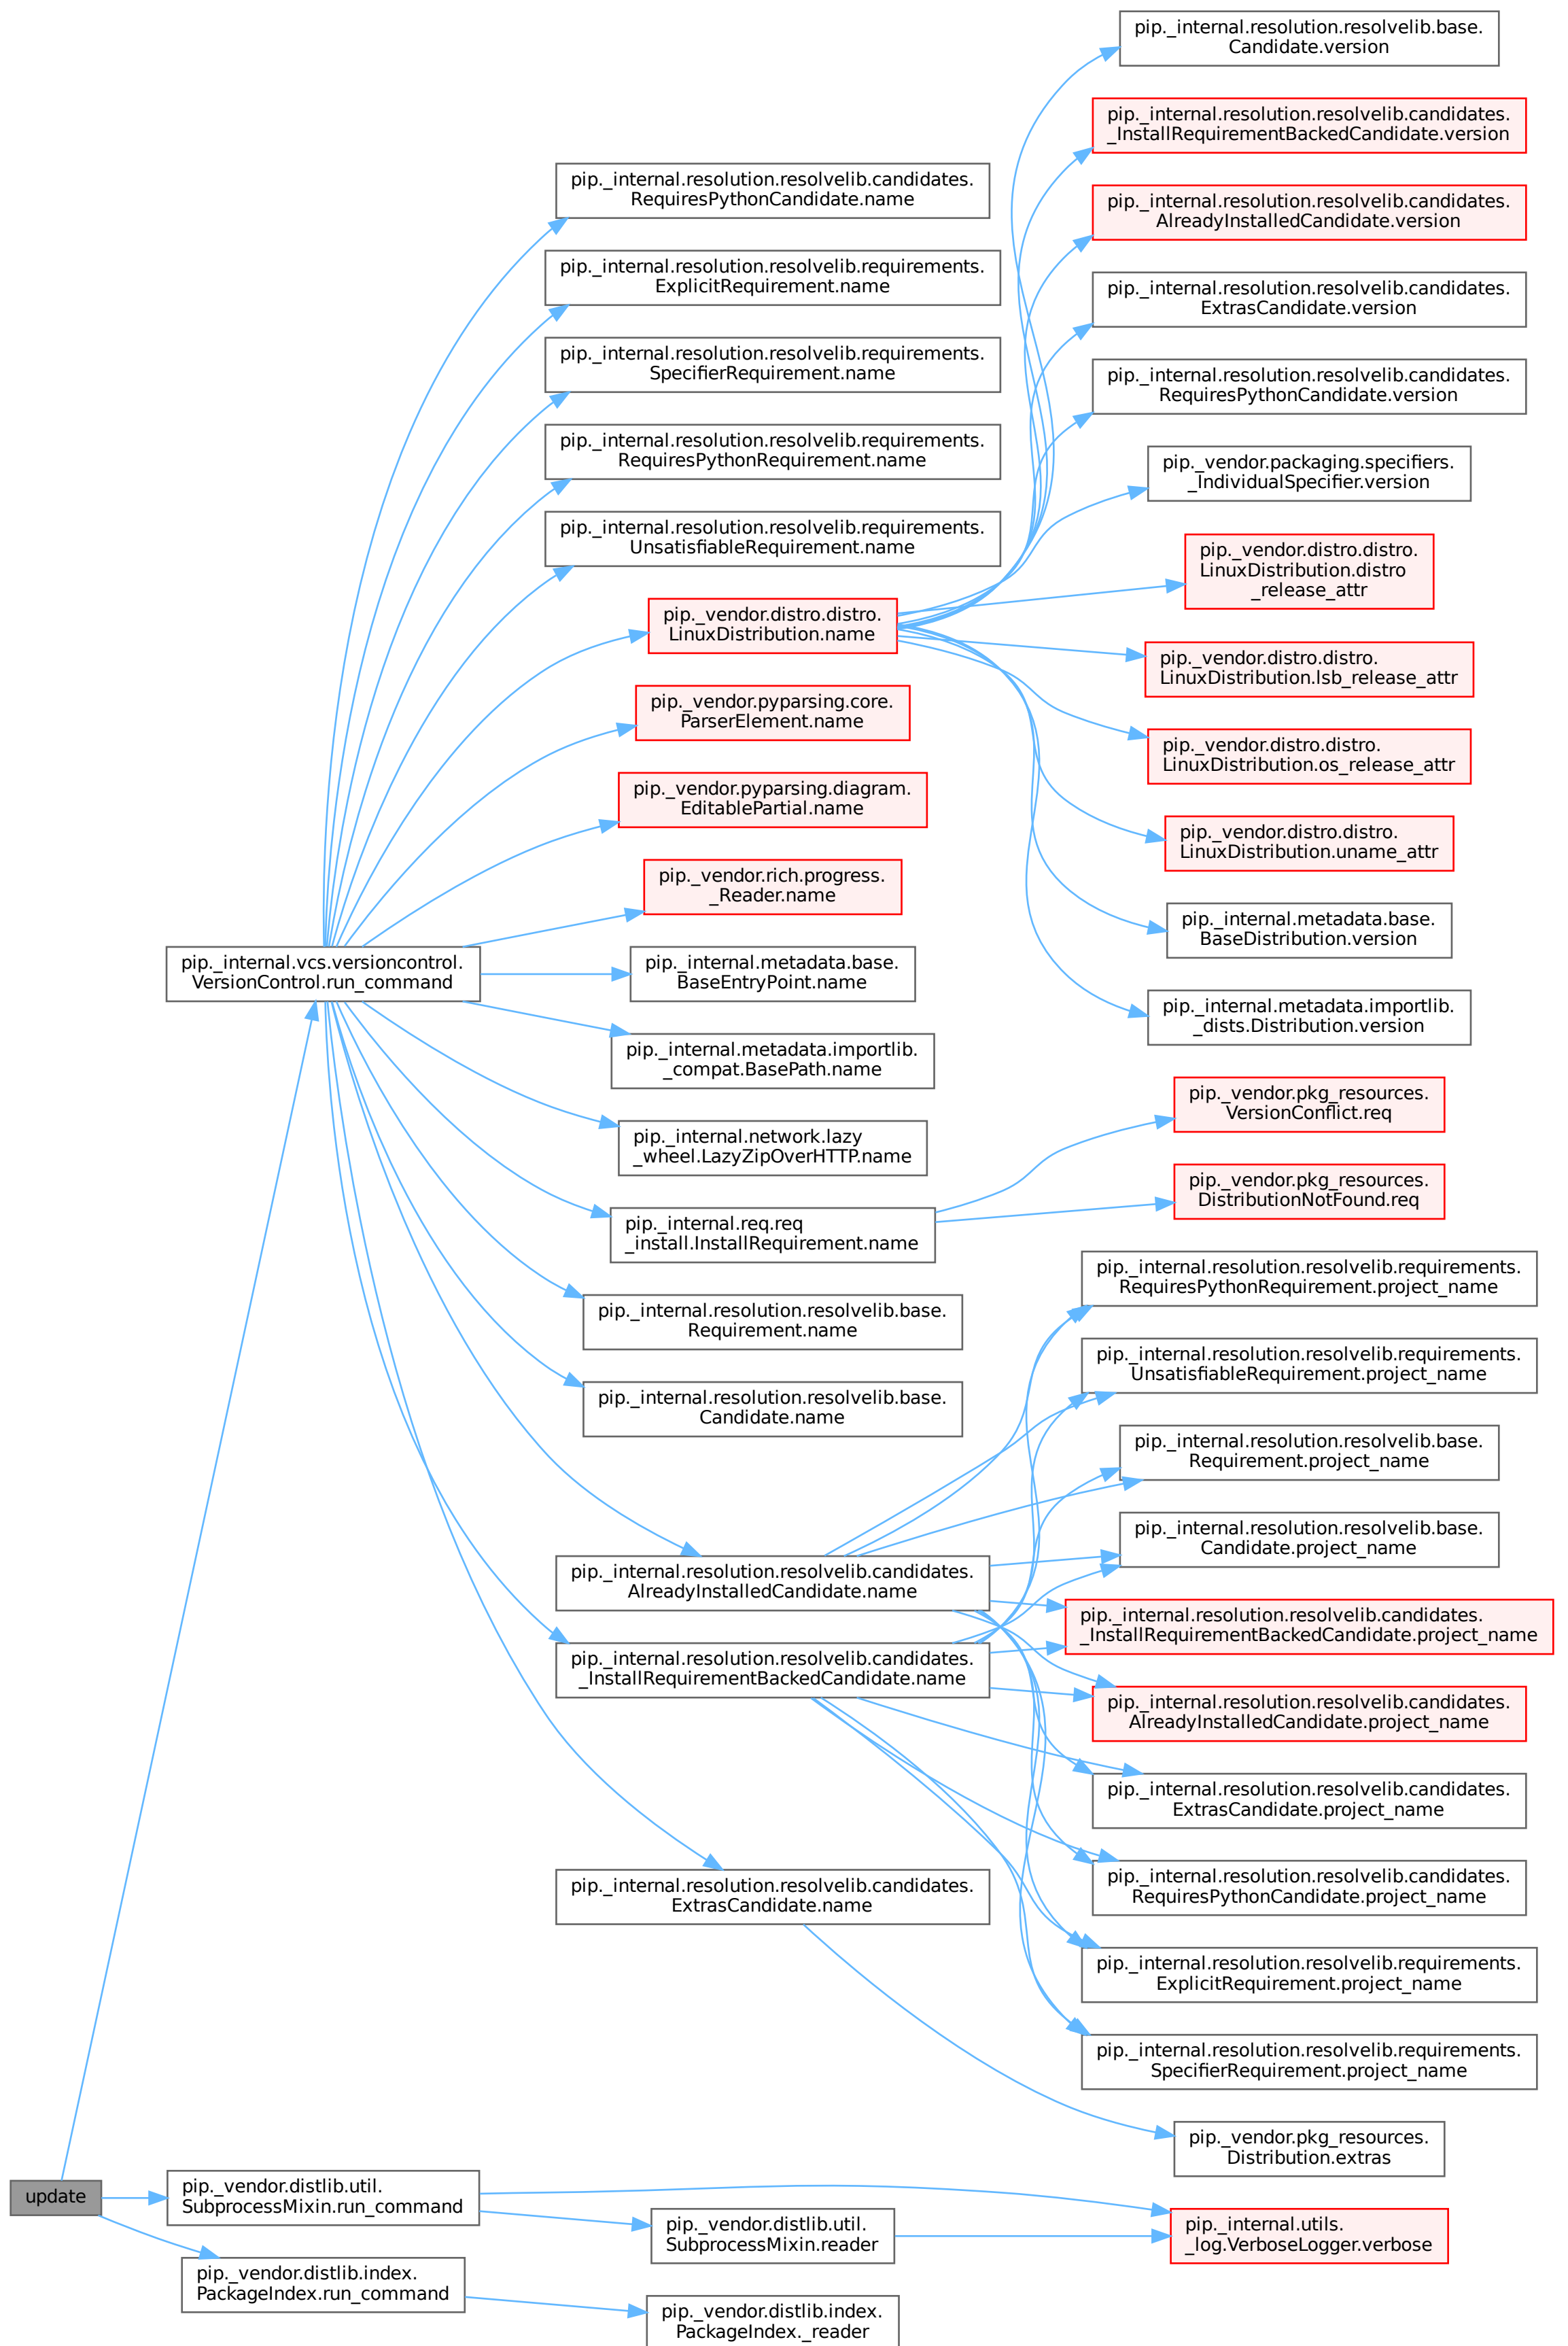 pip._internal.resolution.resolvelib.base.
Candidate.version
pip._internal.resolution.resolvelib.candidates.
_InstallRequirementBackedCandidate.version
pip._internal.resolution.resolvelib.candidates.
RequiresPythonCandidate.name
pip._internal.resolution.resolvelib.candidates.
AlreadyInstalledCandidate.version
pip._internal.resolution.resolvelib.requirements.
ExplicitRequirement.name
pip._internal.resolution.resolvelib.candidates.
ExtrasCandidate.version
pip._internal.resolution.resolvelib.requirements.
SpecifierRequirement.name
pip._internal.resolution.resolvelib.candidates.
RequiresPythonCandidate.version
pip._internal.resolution.resolvelib.requirements.
RequiresPythonRequirement.name
pip._vendor.packaging.specifiers.
_IndividualSpecifier.version
pip._internal.resolution.resolvelib.requirements.
UnsatisfiableRequirement.name
pip._vendor.distro.distro.
LinuxDistribution.distro
_release_attr
pip._vendor.distro.distro.
LinuxDistribution.name
pip._vendor.distro.distro.
LinuxDistribution.lsb_release_attr
pip._vendor.pyparsing.core.
ParserElement.name
pip._vendor.distro.distro.
LinuxDistribution.os_release_attr
pip._vendor.pyparsing.diagram.
EditablePartial.name
pip._vendor.distro.distro.
LinuxDistribution.uname_attr
pip._vendor.rich.progress.
_Reader.name
pip._internal.metadata.base.
BaseDistribution.version
pip._internal.vcs.versioncontrol.
VersionControl.run_command
pip._internal.metadata.base.
BaseEntryPoint.name
pip._internal.metadata.importlib.
_dists.Distribution.version
pip._internal.metadata.importlib.
_compat.BasePath.name
pip._vendor.pkg_resources.
VersionConflict.req
pip._internal.network.lazy
_wheel.LazyZipOverHTTP.name
pip._vendor.pkg_resources.
DistributionNotFound.req
pip._internal.req.req
_install.InstallRequirement.name
pip._internal.resolution.resolvelib.requirements.
RequiresPythonRequirement.project_name
pip._internal.resolution.resolvelib.base.
Requirement.name
pip._internal.resolution.resolvelib.requirements.
UnsatisfiableRequirement.project_name
pip._internal.resolution.resolvelib.base.
Candidate.name
pip._internal.resolution.resolvelib.base.
Requirement.project_name
pip._internal.resolution.resolvelib.base.
Candidate.project_name
pip._internal.resolution.resolvelib.candidates.
AlreadyInstalledCandidate.name
pip._internal.resolution.resolvelib.candidates.
_InstallRequirementBackedCandidate.project_name
pip._internal.resolution.resolvelib.candidates.
_InstallRequirementBackedCandidate.name
pip._internal.resolution.resolvelib.candidates.
AlreadyInstalledCandidate.project_name
pip._internal.resolution.resolvelib.candidates.
ExtrasCandidate.project_name
pip._internal.resolution.resolvelib.candidates.
RequiresPythonCandidate.project_name
pip._internal.resolution.resolvelib.candidates.
ExtrasCandidate.name
pip._internal.resolution.resolvelib.requirements.
ExplicitRequirement.project_name
pip._internal.resolution.resolvelib.requirements.
SpecifierRequirement.project_name
pip._vendor.pkg_resources.
Distribution.extras
update
pip._vendor.distlib.util.
SubprocessMixin.run_command
pip._vendor.distlib.util.
SubprocessMixin.reader
pip._internal.utils.
_log.VerboseLogger.verbose
pip._vendor.distlib.index.
PackageIndex.run_command
pip._vendor.distlib.index.
PackageIndex._reader